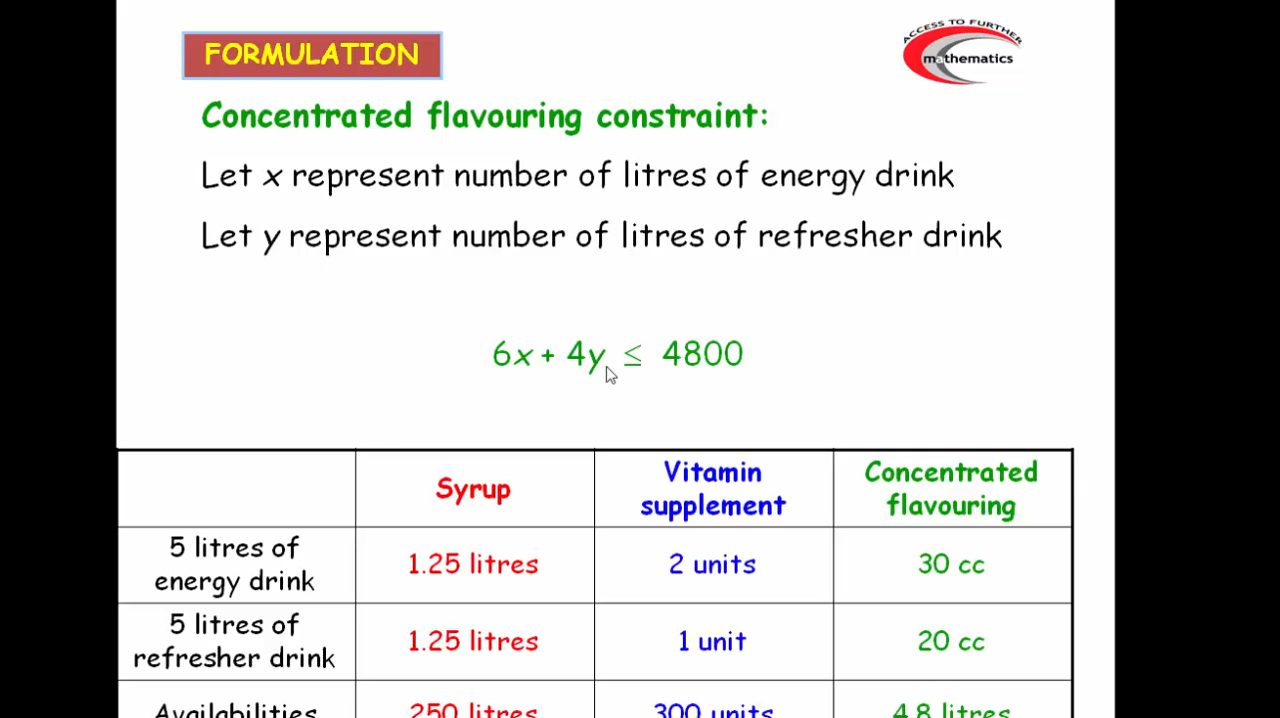 FORMULATION
ACCESS TO FURTHER
mathematics
Concentrated flavouring constraint:
Let x represent number of litres of energy drink
Let y represent number of litres of refresher drink
6x + 4y ≤ 4800
Syrup
Vitamin
supplement
Concentrated
flavouring
5 litres of
energy drink
1.25 litres
2 units
30 cc
5 litres of
refresher drink
1.25 litres
1 unit
20 cc
Availabilities
250 litres
300 units
4.8 litres